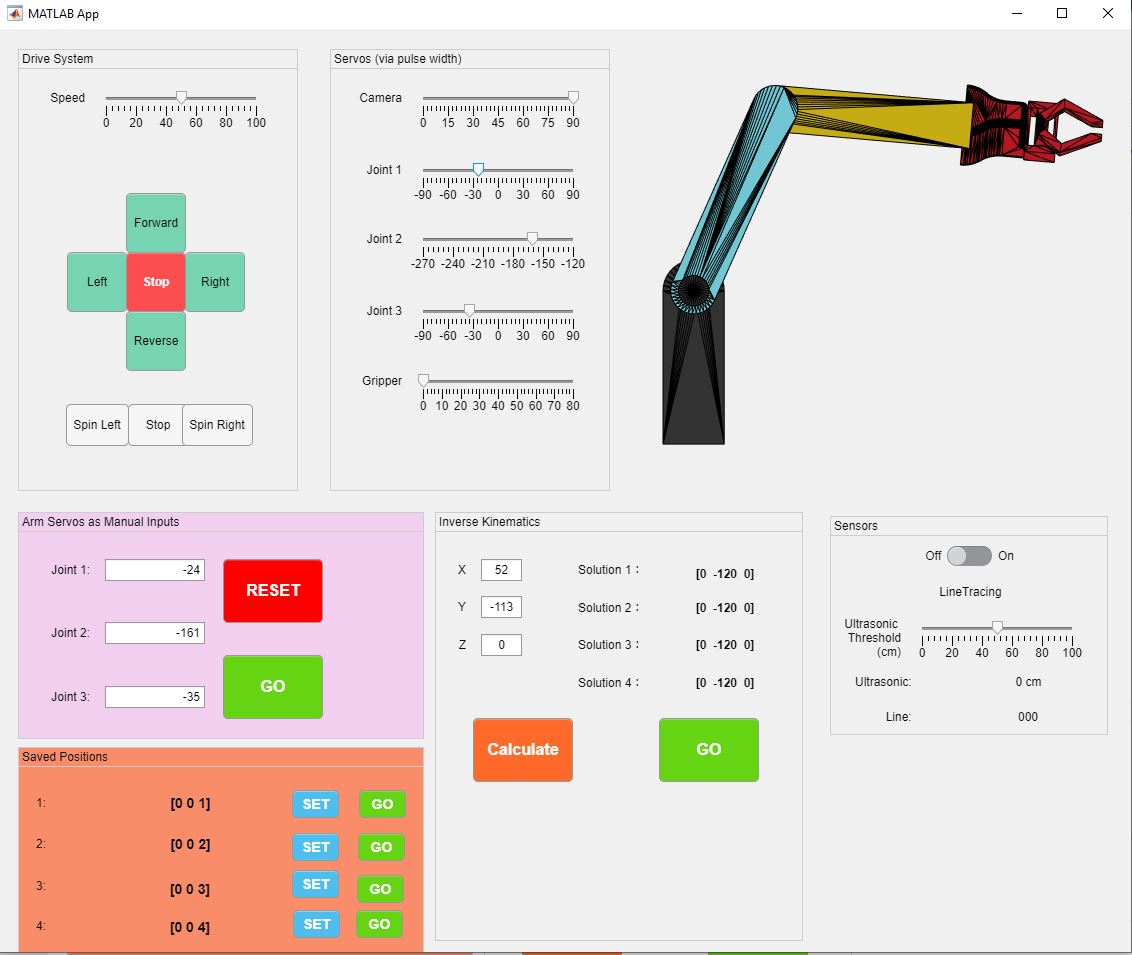 MATLAB App
Drive System
Speed
0 20 40 60 80 100
Forward
Left Stop Right
Reverse
Spin Left Stop Spin Right
Servos (via pulse width)
Camera
0 15 30 45 60 75 90
Joint 1
-90 -60 -30 0 30 60 90
Joint 2
-270 -240 -210 -180 -150 -120
Joint 3
-90 -60 -30 0 30 60 90
Gripper
0 10 20 30 40 50 60 70 80
Arm Servos as Manual Inputs
Joint 1: -24
RESET
Joint 2: -161
GO
Joint 3: -35
Saved Positions
1: [0 0 1] SET GO
2: [0 0 2] SET GO
3: [0 0 3] SET GO
4: [0 0 4] SET GO
Inverse Kinematics
X 52 Solution 1 : [0 -120 0]
Y -113 Solution 2 : [0 -120 0]
Z 0 Solution 3 : [0 -120 0]
Solution 4 : [0 -120 0]
Calculate GO
Sensors
Off On
LineTracing
Ultrasonic
Threshold
(cm)
0 20 40 60 80 100
Ultrasonic: 0 cm
Line: 000